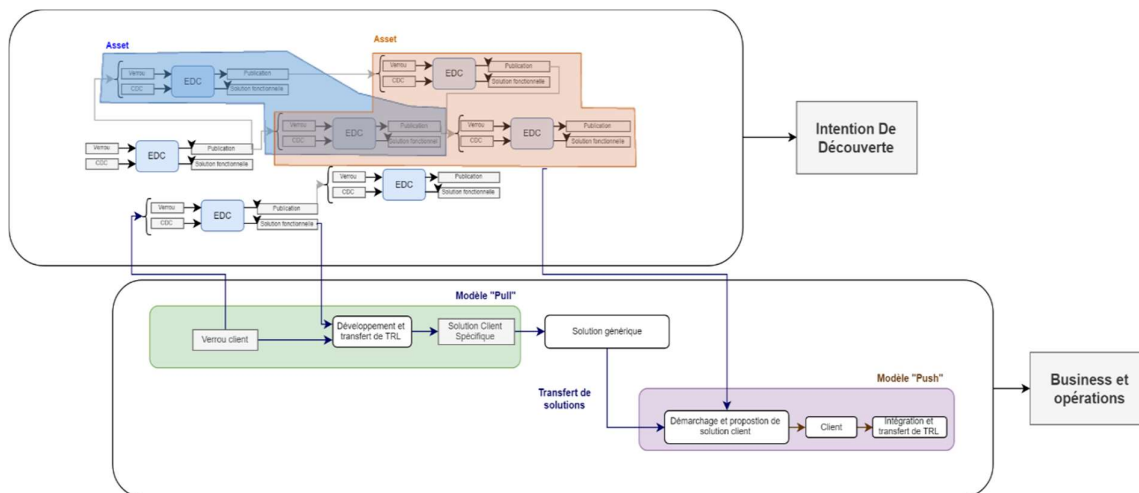 Asset
Asset
Verrou
EDC
Publication
CDC
Solution fonctionnelle
Verrou
EDC
Publication
CDC
Solution fonctionnelle
Verrou
EDC
Publication
CDC
Solution fonctionnel
Verrou
EDC
Publication
CDC
Solution fonctionnelle
Verrou
EDC
Publication
CDC
Solution fonctionnelle
Verrou
EDC
Publication
CDC
Solution fonctionnelle
Verrou
EDC
Publication
CDC
Solution fonctionnelle
Intention De
Découverte
Modèle "Pull"
Verrou client
Développement et
transfert de TRL
Solution Client
Spécifique
Solution générique
Transfert de
solutions
Modèle "Push"
Démarchage et propostion de
solution client
Client
Intégration et
transfert de TRL
Business et
opérations